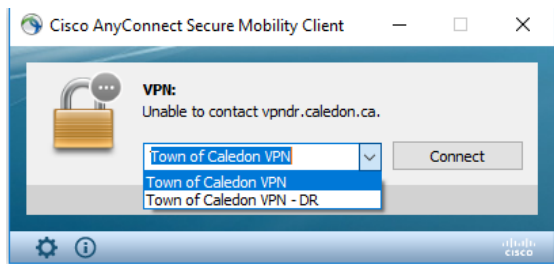 Cisco AnyConnect Secure Mobility Client
VPN:
Unable to contact vpndr.caledon.ca.
Town of Caledon VPN
Connect
Town of Caledon VPN
Town of Caledon VPN - DR
cisco